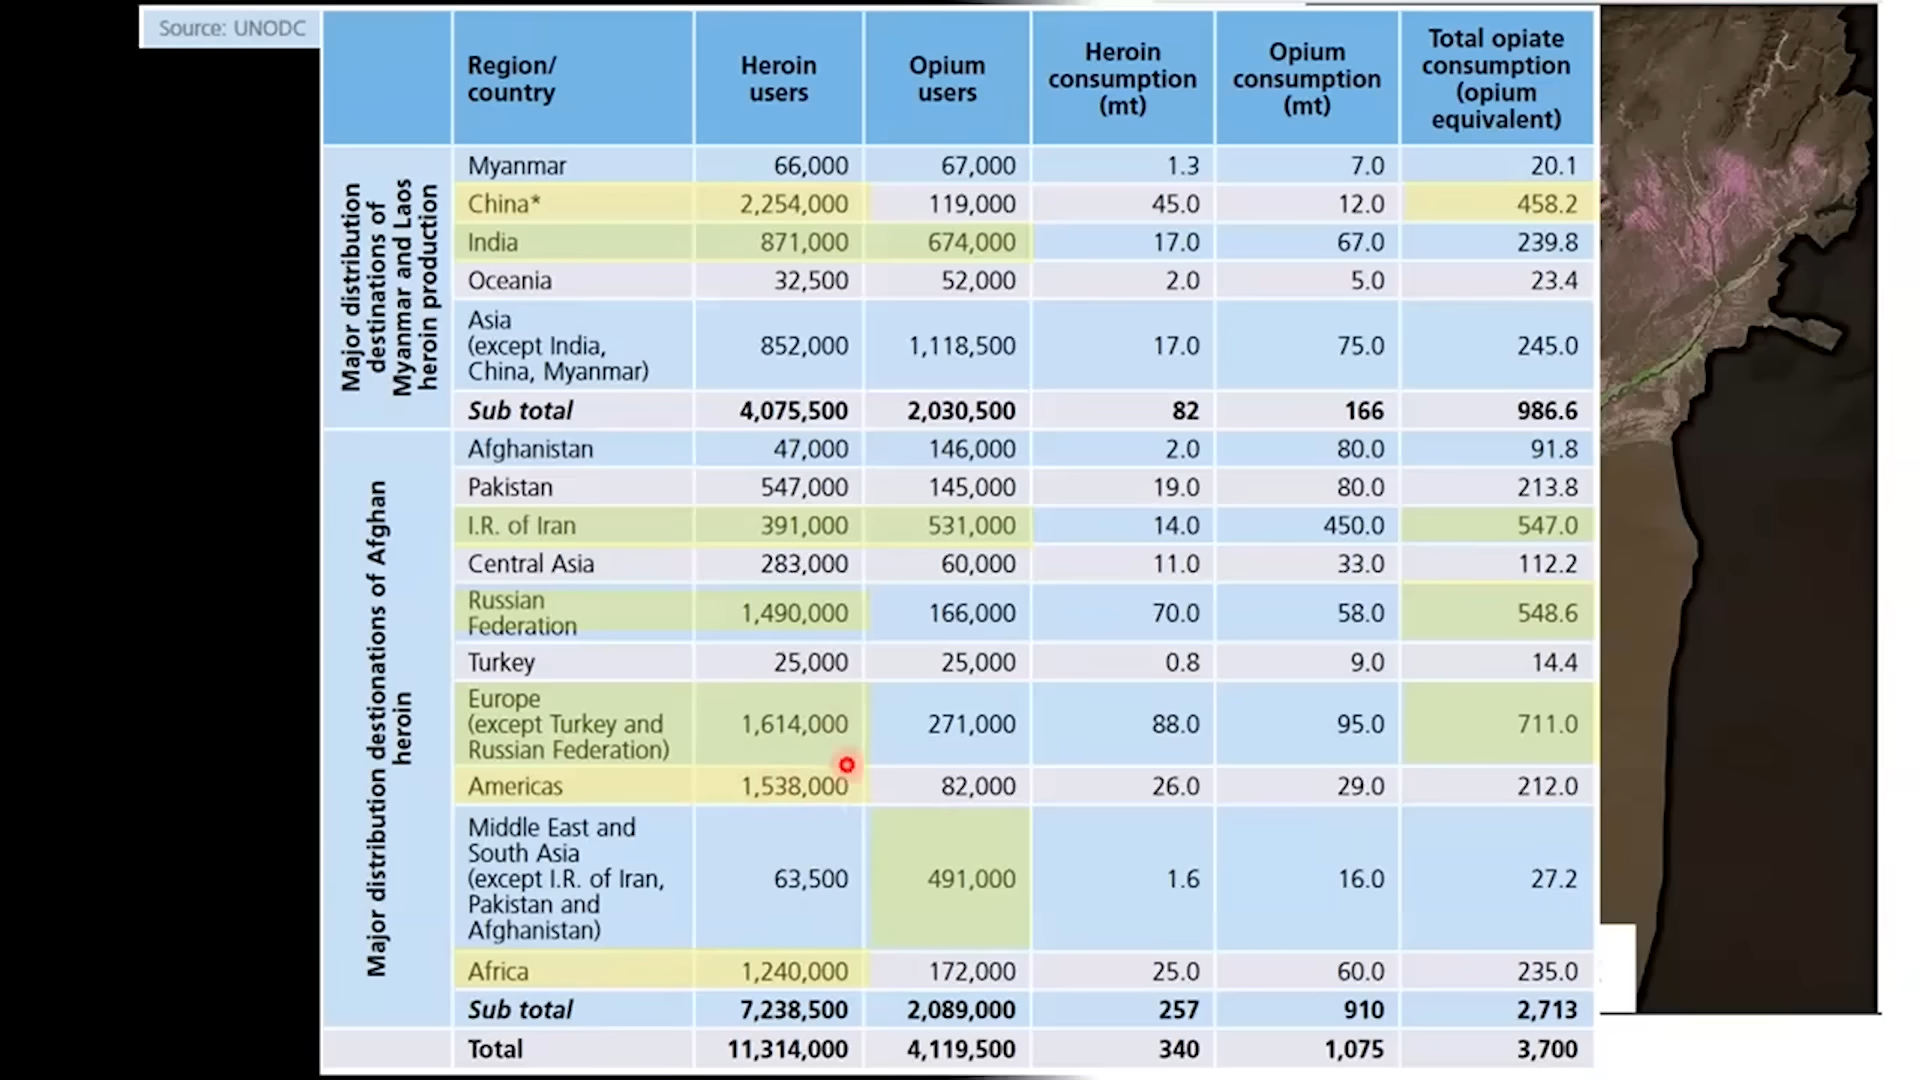 Source: UNODC
Region/
country
Heroin
users
Opium
users
Heroin
consumption
(mt)
Opium
consumption
(mt)
Total opiate
consumption
(opium
equivalent)
Major distribution
destinations of
Myanmar and Laos
heroin production
Myanmar 66,000 67,000 1.3 7.0 20.1
China* 2,254,000 119,000 45.0 12.0 458.2
India 871,000 674,000 17.0 67.0 239.8
Oceania 32,500 52,000 2.0 5.0 23.4
Asia
(except India,
China, Myanmar)
852,000 1,118,500 17.0 75.0 245.0
Sub total 4,075,500 2,030,500 82 166 986.6
Major distribution destionations of Afghan
heroin
Afghanistan 47,000 146,000 2.0 80.0 91.8
Pakistan 547,000 145,000 19.0 80.0 213.8
I.R. of Iran 391,000 531,000 14.0 450.0 547.0
Central Asia 283,000 60,000 11.0 33.0 112.2
Russian
Federation
1,490,000 166,000 70.0 58.0 548.6
Turkey 25,000 25,000 0.8 9.0 14.4
Europe
(except Turkey and
Russian Federation)
1,614,000 271,000 88.0 95.0 711.0
Americas 1,538,000 82,000 26.0 29.0 212.0
Middle East and
South Asia
(except I.R. of Iran,
Pakistan and
Afghanistan)
63,500 491,000 1.6 16.0 27.2
Africa 1,240,000 172,000 25.0 60.0 235.0
Sub total 7,238,500 2,089,000 257 910 2,713
Total 11,314,000 4,119,500 340 1,075 3,700